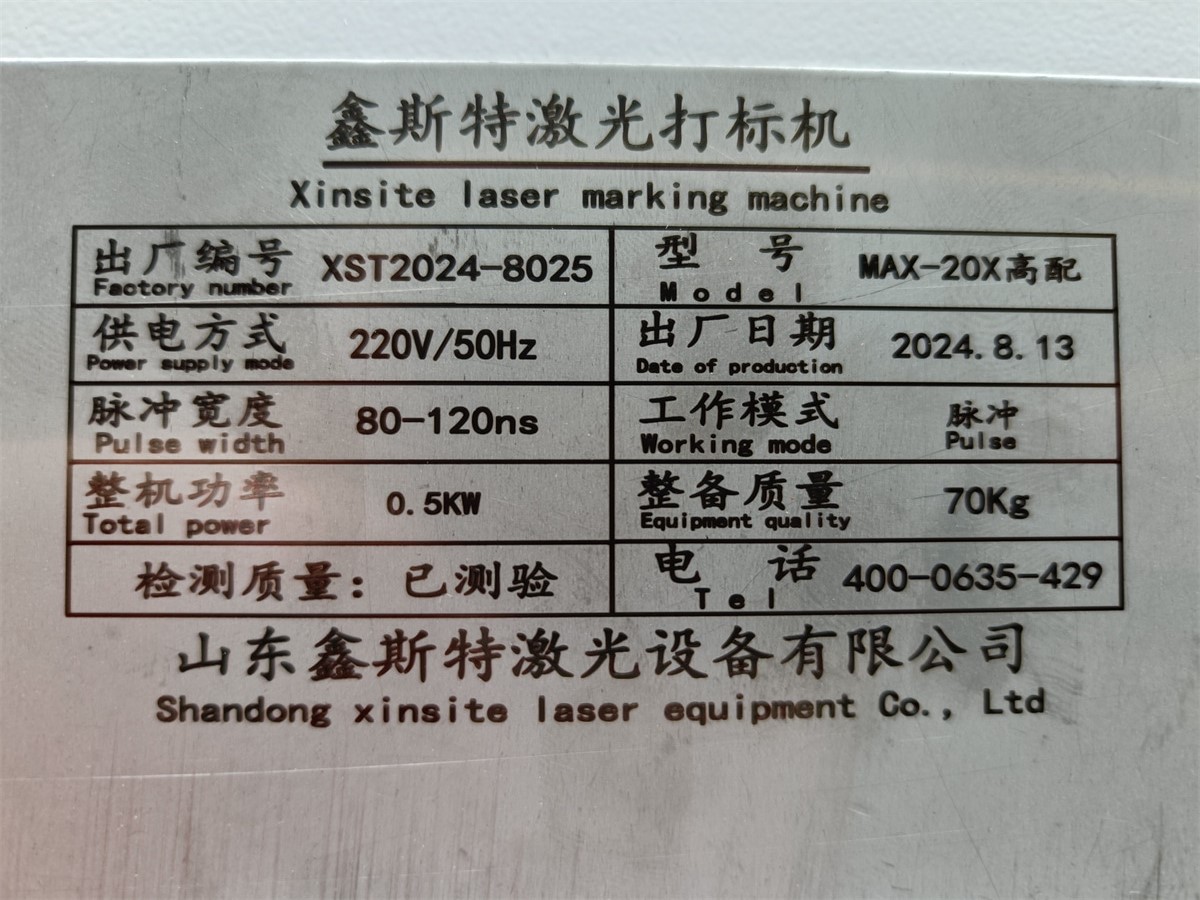 鑫斯特激光打标机
Xinsite laser marking machine
出厂编号 XST2024-8025 型 号 MAX-20X高配
Factory number Model
供电方式 220V/50Hz 出厂日期 2024.8.13
Power supply mode Date of production
脉冲宽度 80-120ns 工作模式 脉冲
Pulse width Working mode Pulse
整机功率 0.5KW 整备质量 70Kg
Total power Equipment quality
检测质量：已测验 电 话 400-0635-429
Tel
山东鑫斯特激光设备有限公司
Shandong xinsite laser equipment Co., Ltd